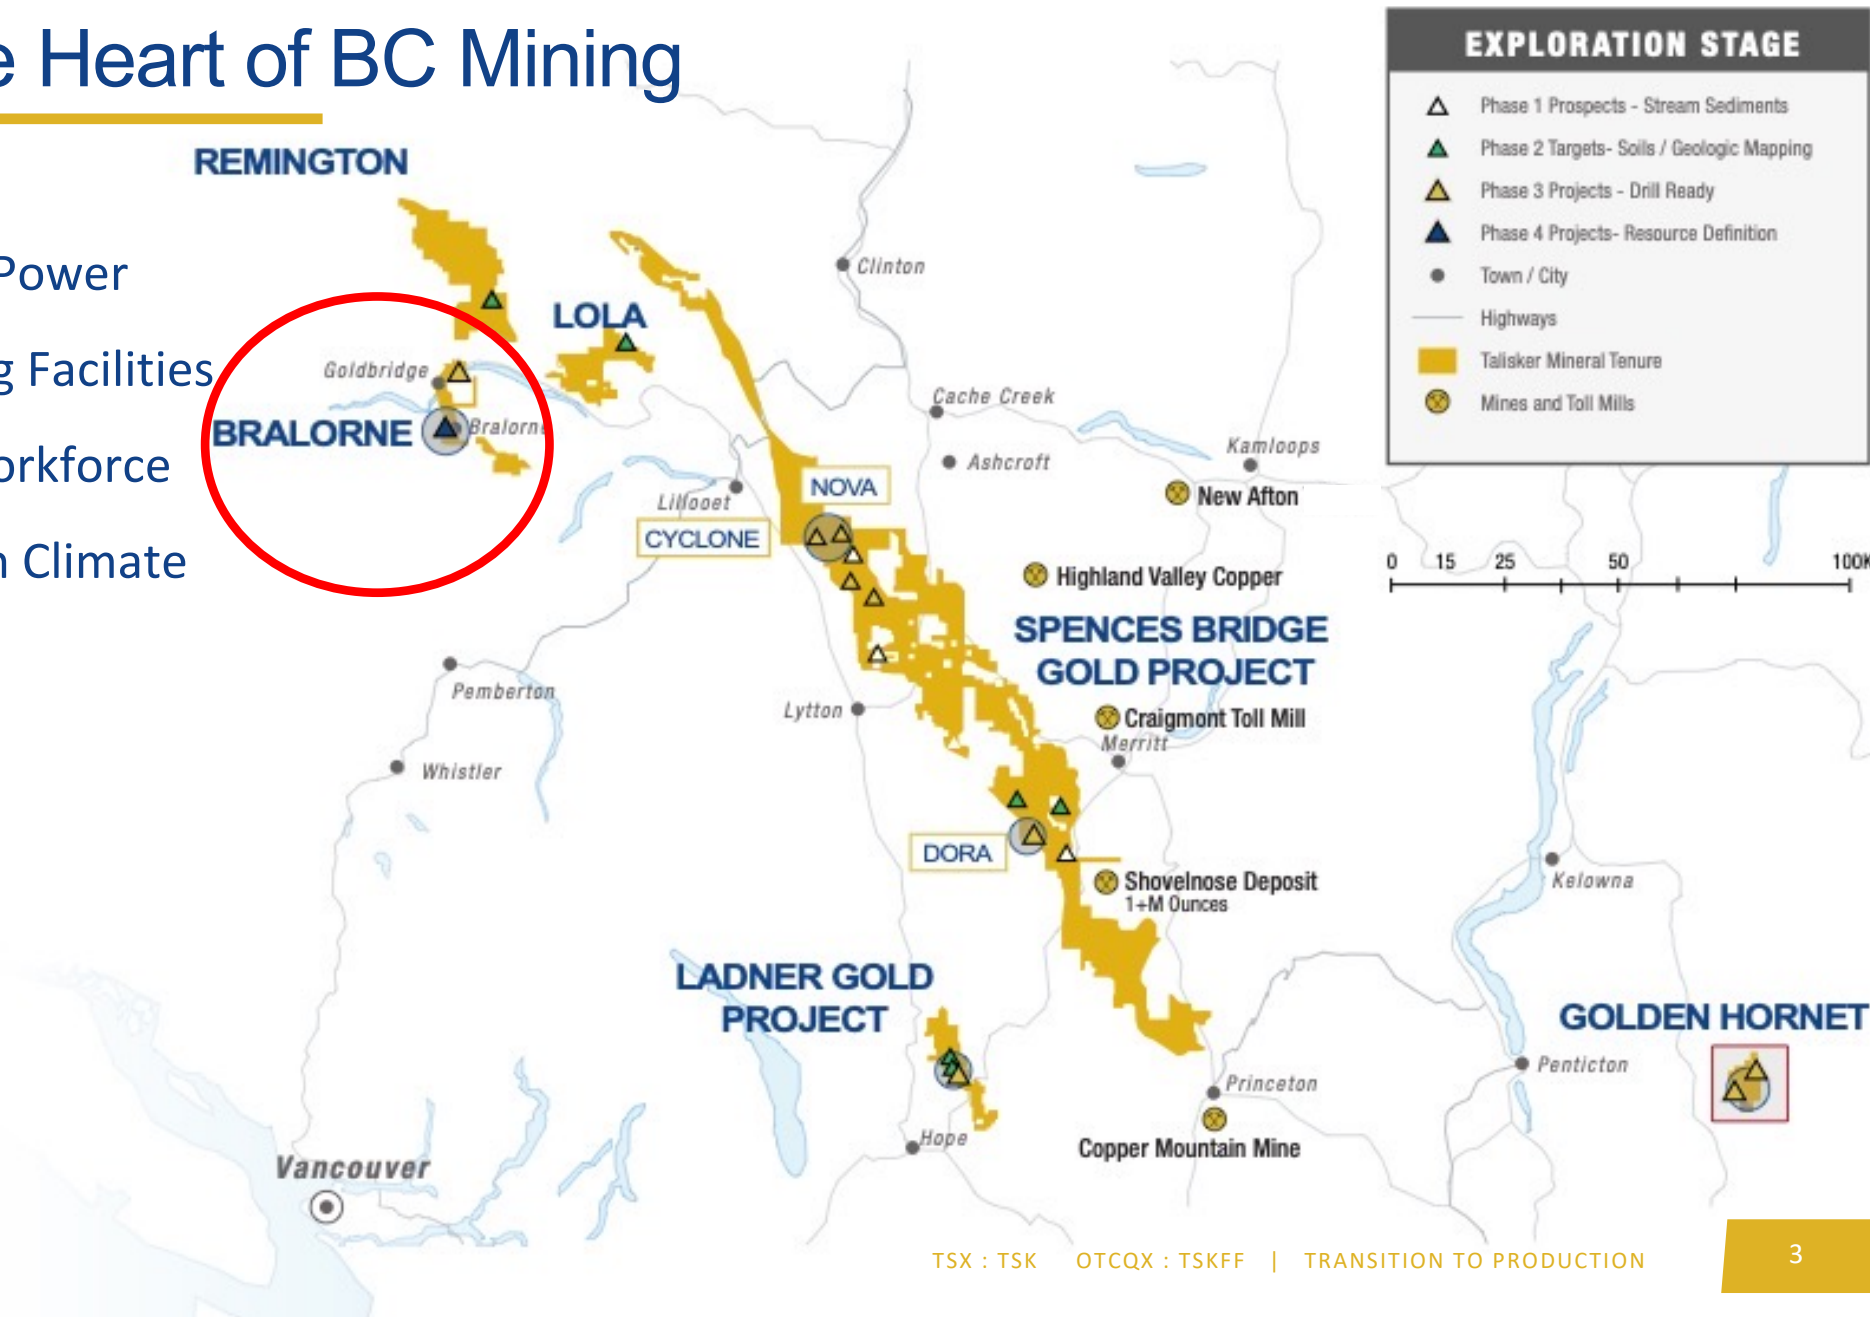 e Heart of BC Mining
Power
g Facilities
orkforce
n Climate
REMINGTON
LOLA
Goldbridge
BRALORNE
Bralorne
Clinton
Cache Creek
Ashcroft
Kamloops
New Afton
Lillooet
NOVA
CYCLONE
Highland Valley Copper
SPENCES BRIDGE
GOLD PROJECT
Pemberton
Whistler
Lytton
Craigmont Toll Mill
Merritt
DORA
Shovelnose Deposit
1+M Ounces
Kelowna
LADNER GOLD
PROJECT
GOLDEN HORNET
Penticton
Princeton
Copper Mountain Mine
Hope
Vancouver
EXPLORATION STAGE
Phase 1 Prospects - Stream Sediments
Phase 2 Targets- Soils / Geologic Mapping
Phase 3 Projects - Drill Ready
Phase 4 Projects- Resource Definition
Town / City
Highways
Talisker Mineral Tenure
Mines and Toll Mills
0 15 25 50 100K
TSX : TSK OTCQX : TSKFF | TRANSITION TO PRODUCTION
3